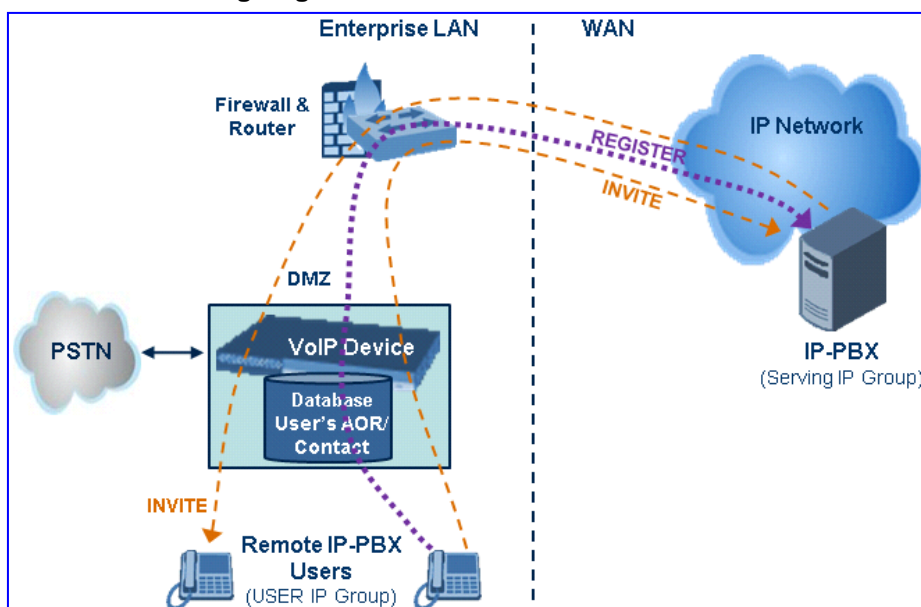 Enterprise LAN
WAN
Firewall &
Router
IP Network
REGISTER
INVITE
DMZ
PSTN
VoIP Device
IP-PBX
(Serving IP Group)
Database
User's AOR/
Contact
INVITE
Remote IP-PBX
Users
(USER IP Group)